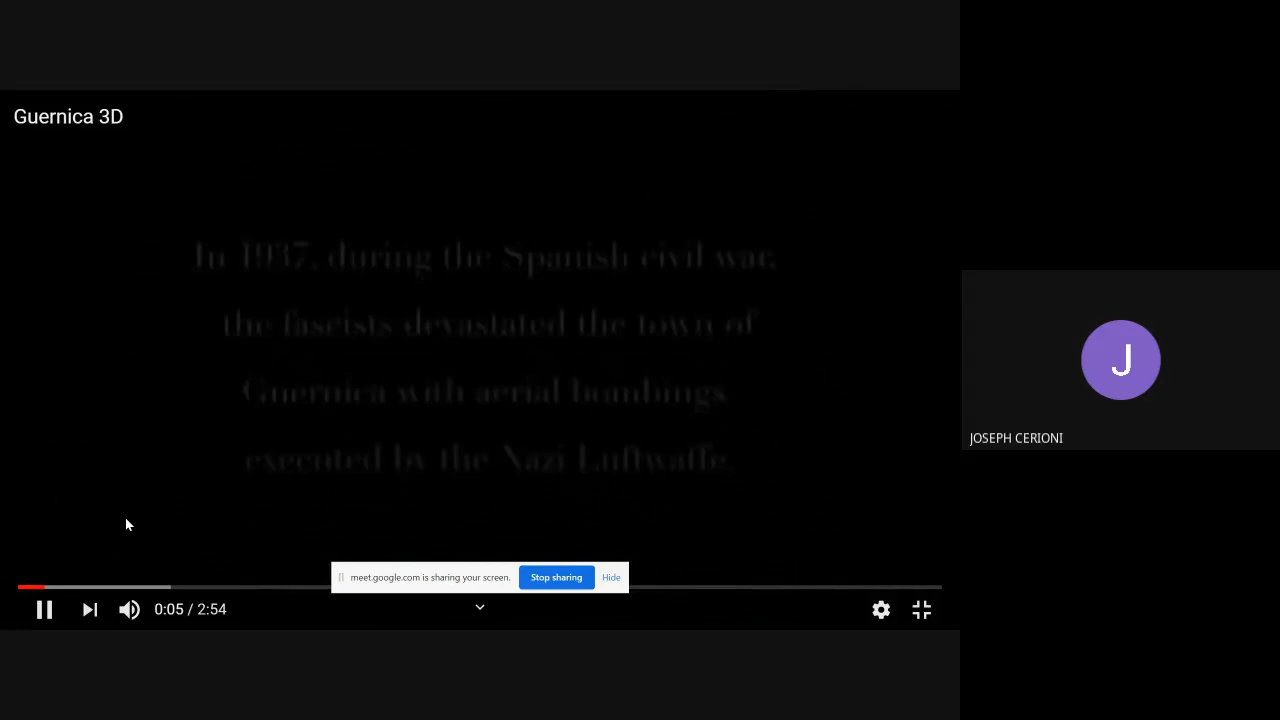 Guernica 3D
In 1937, during the Spanish civil war,
the fascists devastated the town of
Guernica with aerial bombings
executed by the Nazi Luftwaffe.
J
JOSEPH CERIONI
meet.google.com is sharing your screen.
Stop sharing
Hide
0:05 / 2:54